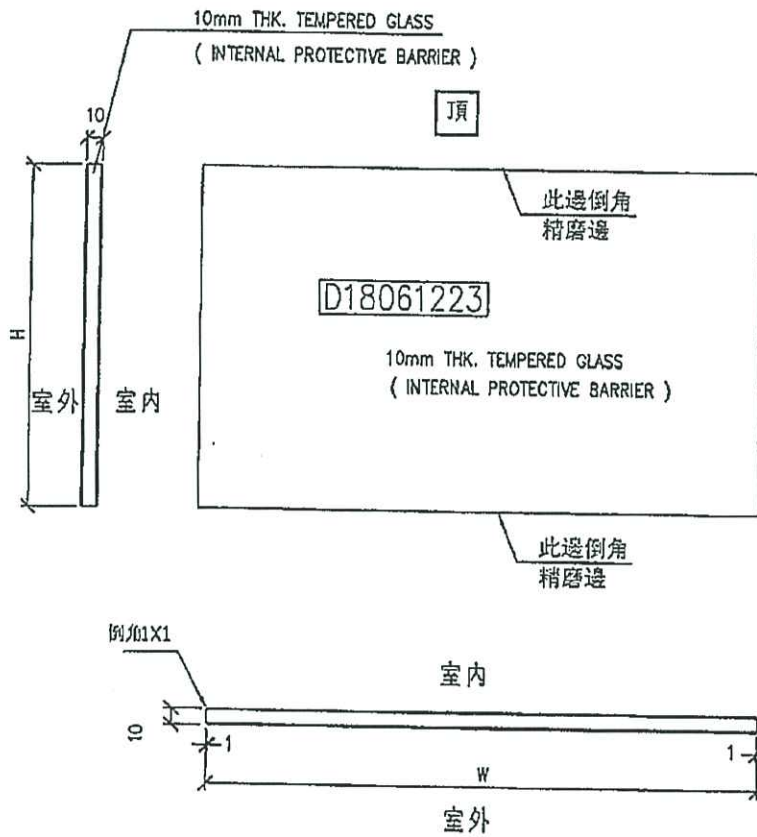 10mm THK. TEMPERED GLASS
( INTERNAL PROTECTIVE BARRIER )
10
頂
此邊倒角
精磨邊
D18061223
10mm THK. TEMPERED GLASS
( INTERNAL PROTECTIVE BARRIER )
H
室外
室内
此邊倒角
精磨邊
倒角1X1
室内
10
1
1
W
室外